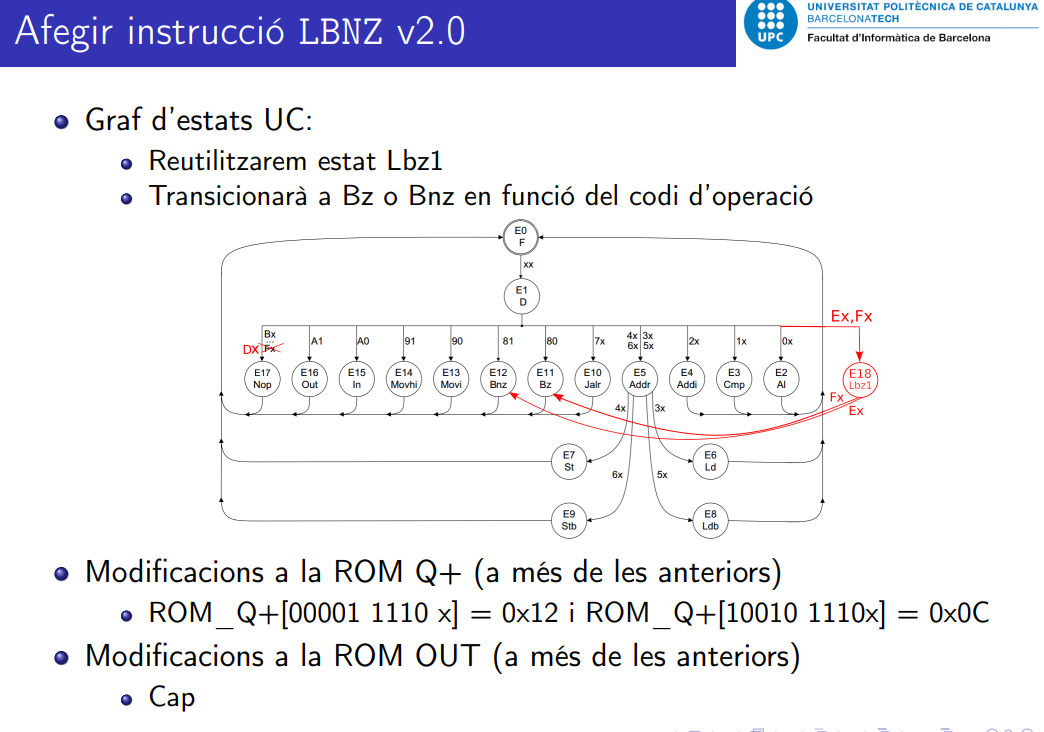 Afegir instrucció LBNZ v2.0
UNIVERSITAT POLITÈCNICA DE CATALUNYA
BARCELONATECH
Facultat d'Informàtica de Barcelona
UPC
Graf d'estats UC:
Reutilitzarem estat Lbz1
Transicionarà a Bz o Bnz en funció del codi d'operació
E0
F
xx
E1
D
Ex,Fx
Bx
...
Fx
DX
A1
A0
91
90
81
80
7x
4x 3x
6x 5x
2x
1x
0x
E17
Nop
E16
Out
E15
In
E14
Movhi
E13
Movi
E12
Bnz
E11
Bz
E10
Jalr
E5
Addr
E4
Addi
E3
Cmp
E2
Al
E18
Lbz1
Fx
Ex
4x
3x
E7
St
E6
Ld
6x
5x
E9
Stb
E8
Ldb
Modificacions a la ROM Q+ (a més de les anteriors)
ROM_Q+[00001 1110 x] = 0x12 i ROM_Q+[10010 1110x] = 0x0C
Modificacions a la ROM OUT (a més de les anteriors)
Cap